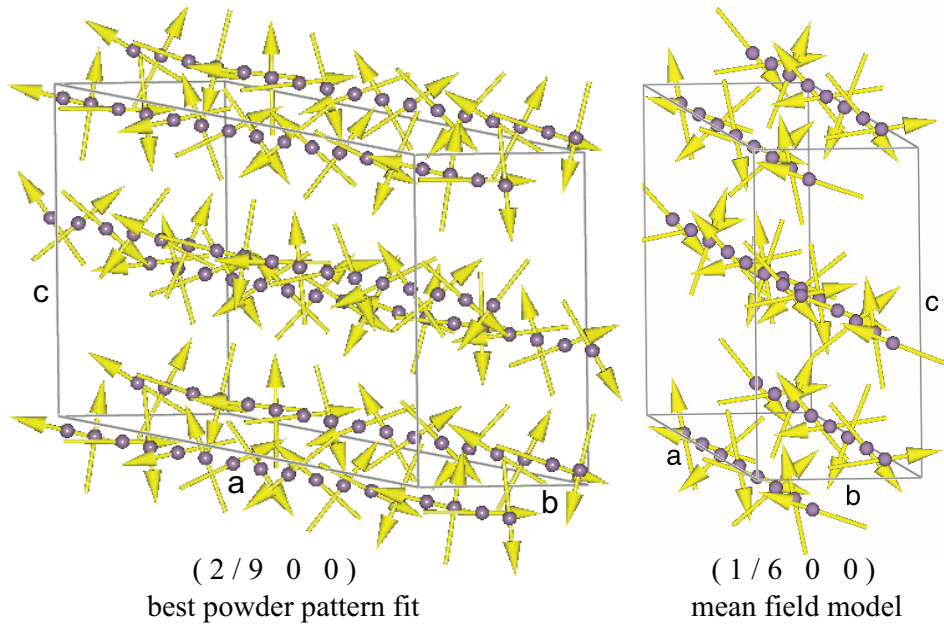 c
a
b
c
a
b
( 2 / 9 0 0 )
best powder pattern fit
( 1 / 6 0 0 )
mean field model